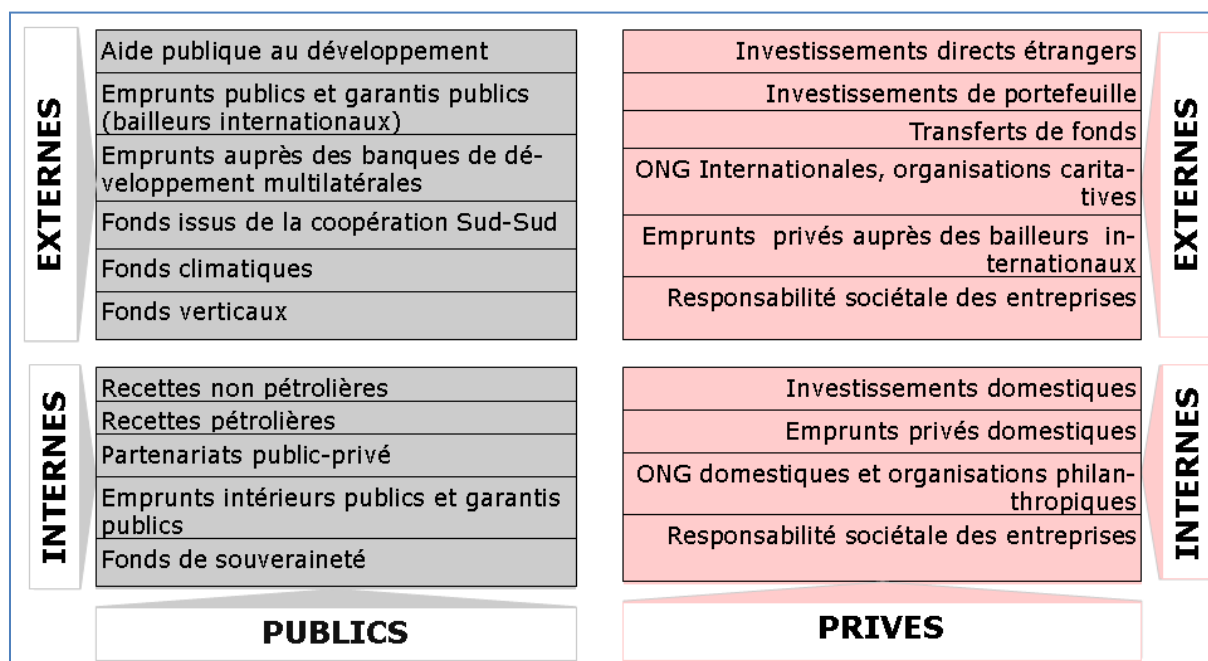 EXTERNES
Aide publique au développement
Emprunts publics et garantis publics
(bailleurs internationaux)
Emprunts auprès des banques de dé-
veloppement multilatérales
Fonds issus de la coopération Sud-Sud
Fonds climatiques
Fonds verticaux
Investissements directs étrangers
Investissements de portefeuille
Transferts de fonds
ONG Internationales, organisations carita-
tives
Emprunts privés auprès des bailleurs in-
ternationaux
Responsabilité sociétale des entreprises
EXTERNES
INTERNES
Recettes non pétrolières
Recettes pétrolières
Partenariats public-privé
Emprunts intérieurs publics et garantis
publics
Fonds de souveraineté
Investissements domestiques
Emprunts privés domestiques
ONG domestiques et organisations philan-
thropiques
Responsabilité sociétale des entreprises
INTERNES
PUBLICS
PRIVES